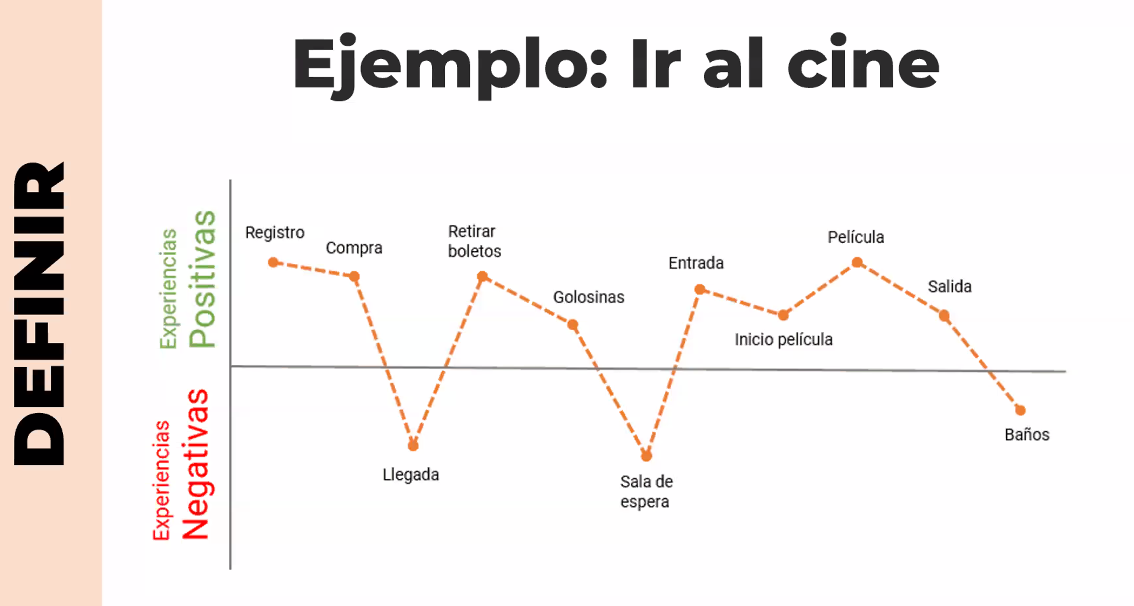 Ejemplo: Ir al cine
DEFINIR
Experiencias
Positivas
Experiencias
Negativas
Registro
Compra
Llegada
Retirar
boletos
Golosinas
Sala de
espera
Entrada
Inicio película
Película
Salida
Baños